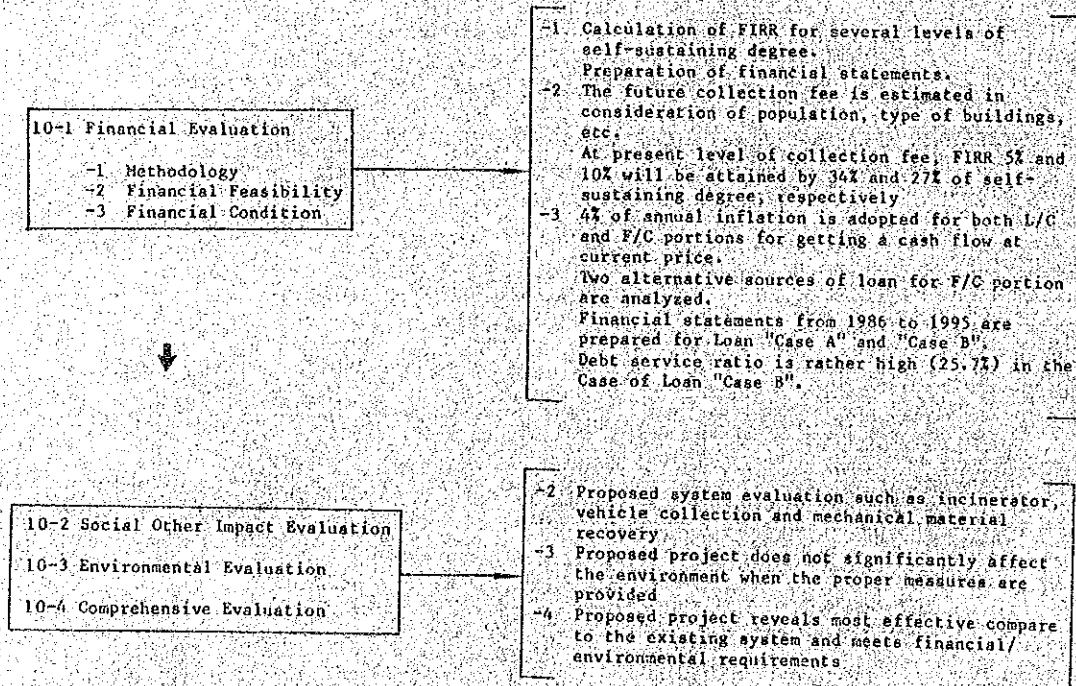 10-1 Financial Evaluation
-1 Methodology
-2 Financial Feasibility
-3 Financial Condition
-1. Calculation of FIRR for several levels of
self-sustaining degree.
Preparation of financial statements.
-2 The future collection fee is estimated in
consideration of population, type of buildings,
etc.
At present level of collection fee, FIRR 5% and
10% will be attained by 34% and 27% of self-
sustaining degree, respectively
-3 4% of annual inflation is adopted for both L/C
and F/C portions for getting a cash flow at
current price.
Two alternative sources of loan for F/C portion
are analyzed.
Financial statements from 1986 to 1995 are
prepared for Loan "Case A" and "Case B".
Debt service ratio is rather high (25.7%) in the
Case of Loan "Case B".
10-2 Social Other Impact Evaluation
10-3 Environmental Evaluation
10-4 Comprehensive Evaluation
-2 Proposed system evaluation such as incinerator,
vehicle collection and mechanical material
recovery
-3 Proposed project does not significantly affect
the environment when the proper measures are
provided
-4 Proposed project reveals most effective compare
to the existing system and meets financial/
environmental requirements